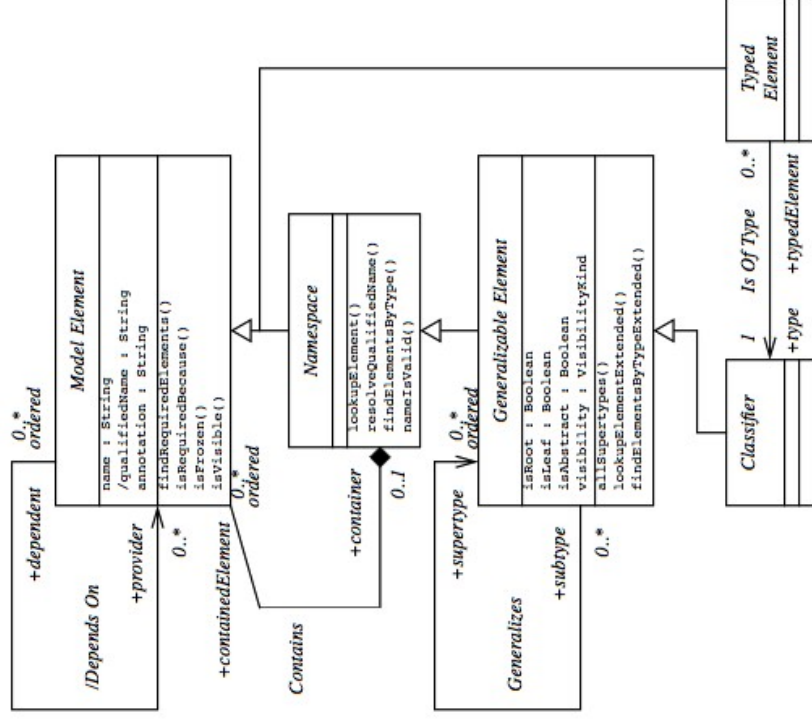 0..*
ordered
+dependent
/Depends On
+provider
0..*
Model Element
name : String
/qualifiedName : String
annotation : String
findRequiredElements()
isRequiredBecause()
isFrozen()
isVisible()
0..*
ordered
+containedElement
Contains
+container
0..1
Namespace
lookupElement()
resolveQualifiedName()
findElementsByType()
nameIsValid()
+supertype
0..*
ordered
Generalizes
+subtype
0..*
Generalizable Element
isRoot : Boolean
isLeaf : Boolean
isAbstract : Boolean
visibility : VisibilityKind
allSupertypes()
lookupElementExtended()
findElementsByTypeExtended()
Typed
Element
Classifier
1
Is Of Type
0..*
+type
+typedElement